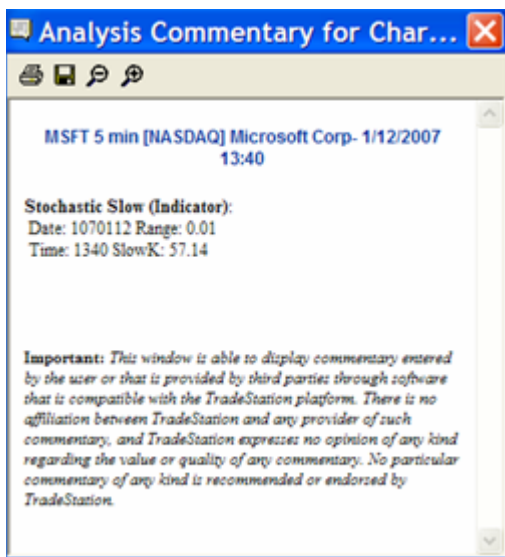 Analysis Commentary for Char...
MSFT 5 min [NASDAQ] Microsoft Corp- 1/12/2007
13:40
Stochastic Slow (Indicator):
Date: 1070112 Range: 0.01
Time: 1340 SlowK: 57.14
Important: This window is able to display commentary entered
by the user or that is provided by third parties through software
that is compatible with the TradeStation platform. There is no
affiliation between TradeStation and any provider of such
commentary, and TradeStation expresses no opinion of any kind
regarding the value or quality of any commentary. No particular
commentary of any kind is recommended or endorsed by
TradeStation.